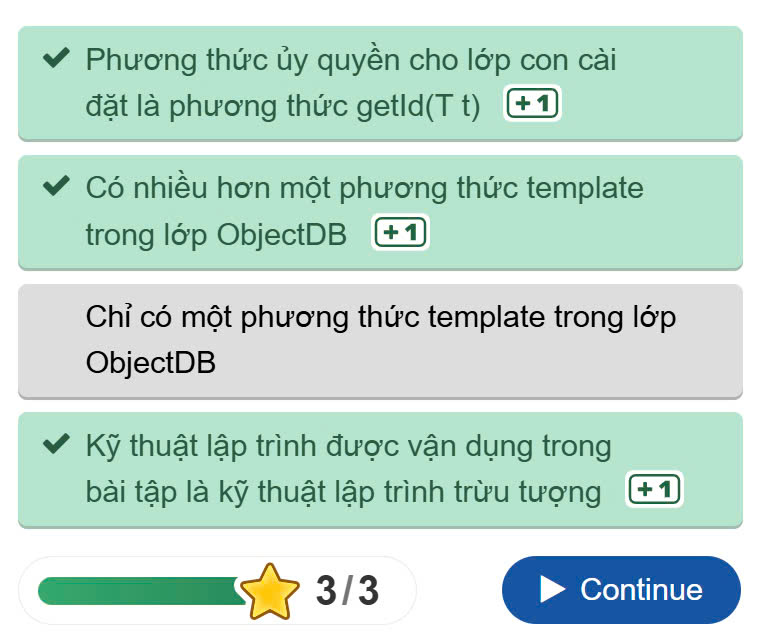 Phương thức ủy quyền cho lớp con cài
đặt là phương thức getId(T t) +1
Có nhiều hơn một phương thức template
trong lớp ObjectDB +1
Chỉ có một phương thức template trong lớp
ObjectDB
Kỹ thuật lập trình được vận dụng trong
bài tập là kỹ thuật lập trình trừu tượng +1
3/3 Continue